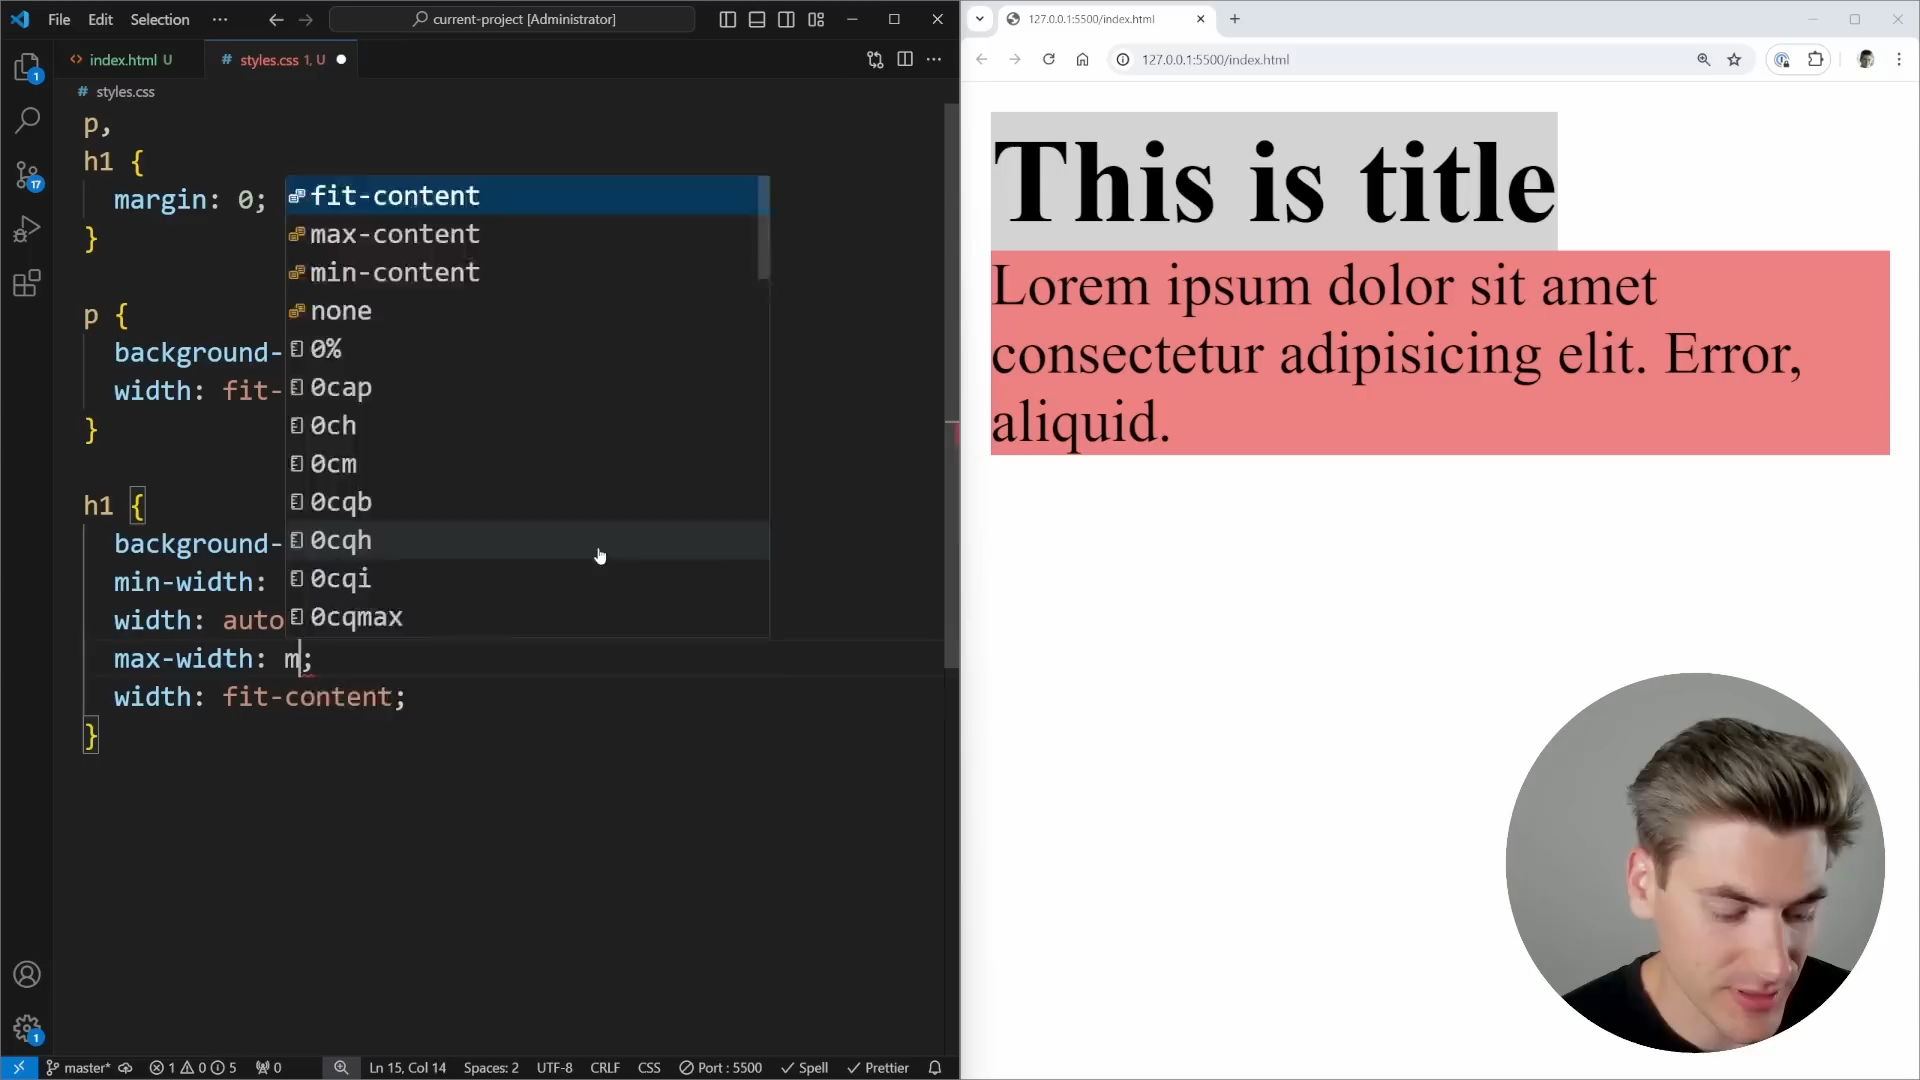 File Edit Selection ··· current-project [Administrator]
index.html U
# styles.css 1, U
# styles.css
p,
h1 {
margin: 0;
}
p {
background-
width: fit-
}
h1 {
background-
min-width:
width: auto
max-width: m;
width: fit-content;
}
fit-content
max-content
min-content
none
0%
0cap
0ch
0cm
0cqb
0cqh
0cqi
0cqmax
1
17
1
master* 1 0 5 0 Ln 15, Col 14 Spaces: 2 UTF-8 CRLF CSS Port : 5500 Spell Prettier
127.0.0.1:5500/index.html
127.0.0.1:5500/index.html
This is title
Lorem ipsum dolor sit amet
consectetur adipisicing elit. Error,
aliquid.